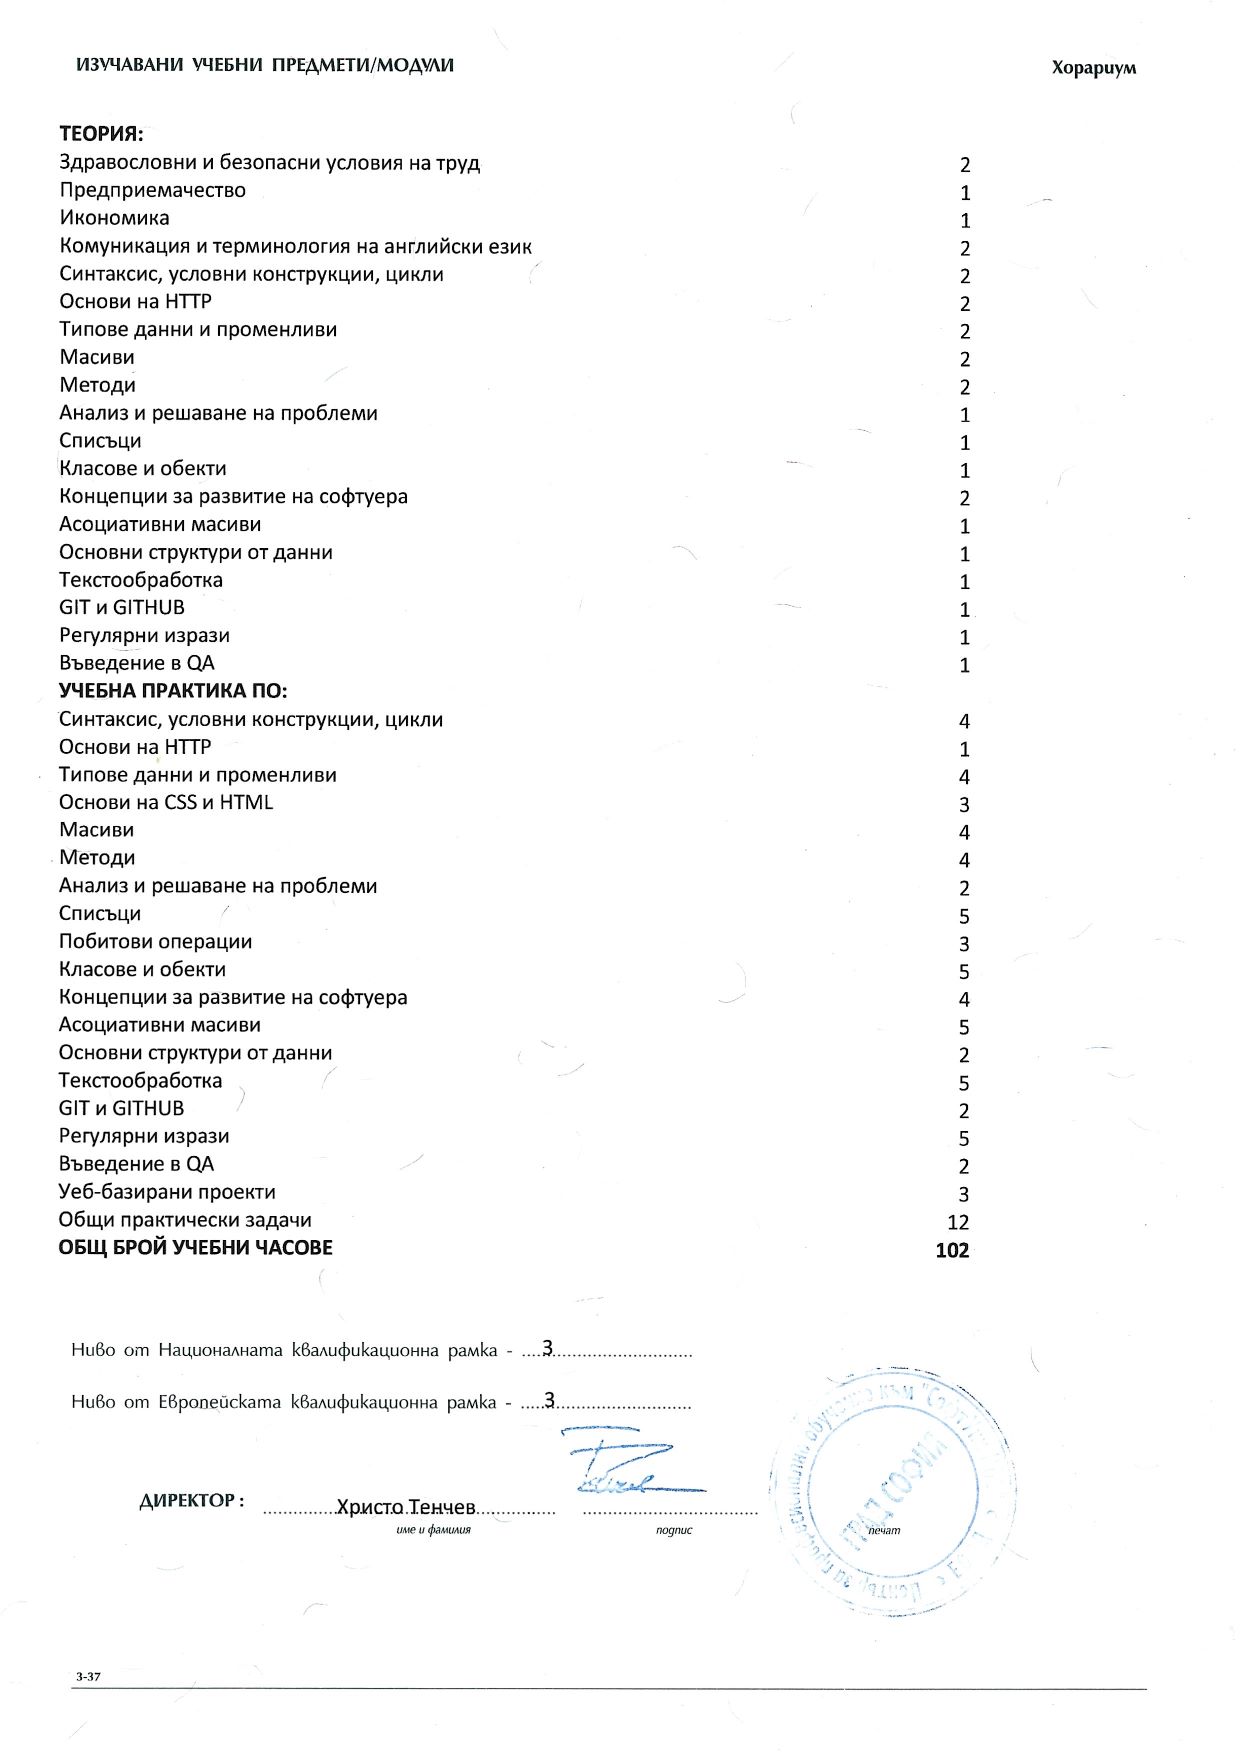 ИЗУЧАВАНИ УЧЕБНИ ПРЕДМЕТИ/МОДУЛИ Хорариум
ТЕОРИЯ:
Здравословни и безопасни условия на труд 2
Предприемачество 1
Икономика 1
Комуникация и терминология на английски език 2
Синтаксис, условни конструкции, цикли 2
Основи на HTTP 2
Типове данни и променливи 2
Масиви 2
Методи 2
Анализ и решаване на проблеми 1
Списъци 1
Класове и обекти 1
Концепции за развитие на софтуера 2
Асоциативни масиви 1
Основни структури от данни 1
Текстообработка 1
GIT и GITHUB 1
Регулярни изрази 1
Въведение в QA 1
УЧЕБНА ПРАКТИКА ПО:
Синтаксис, условни конструкции, цикли 4
Основи на HTTP 1
Типове данни и променливи 4
Основи на CSS и HTML 3
Масиви 4
Методи 4
Анализ и решаване на проблеми 2
Списъци 5
Побитови операции 3
Класове и обекти 5
Концепции за развитие на софтуера 4
Асоциативни масиви 5
Основни структури от данни 2
Текстообработка 5
GIT и GITHUB 2
Регулярни изрази 5
Въведение в QA 2
Уеб-базирани проекти 3
Общи практически задачи 12
ОБЩ БРОЙ УЧЕБНИ ЧАСОВЕ 102
Ниво от Националната квалификационна рамка - ....3............................
Ниво от Европейската квалификационна рамка - .....3...........................
ДИРЕКТОР : ...............Христо Тенчев................ ...................................
име и фамилия подпис печат
ГРАД СОФИЯ
3-37